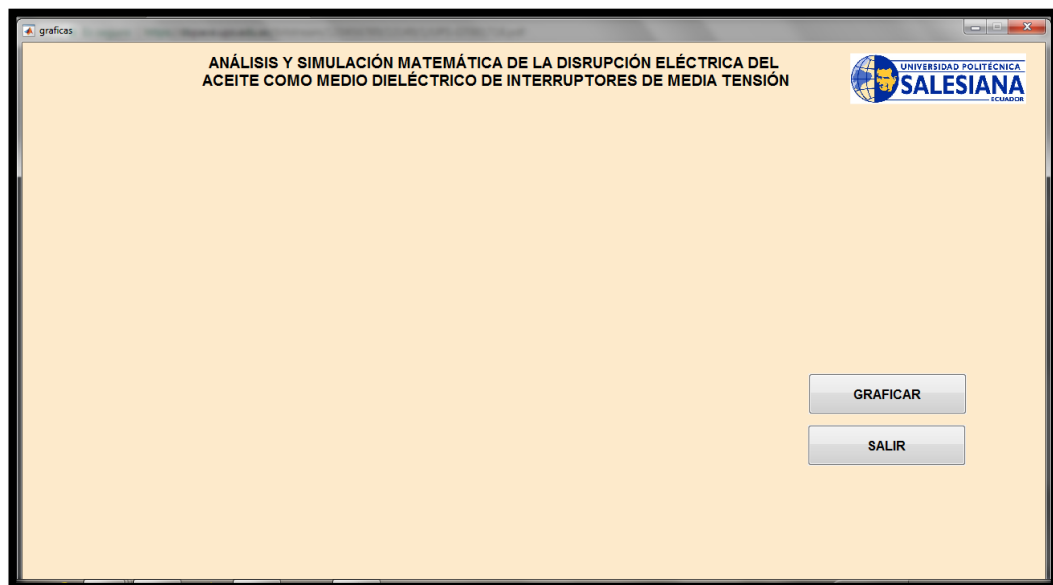 graficas
ANÁLISIS Y SIMULACIÓN MATEMÁTICA DE LA DISRUPCIÓN ELÉCTRICA DEL
ACEITE COMO MEDIO DIELÉCTRICO DE INTERRUPTORES DE MEDIA TENSIÓN
UNIVERSIDAD POLITÉCNICA
SALESIANA
ECUADOR
GRAFICAR
SALIR